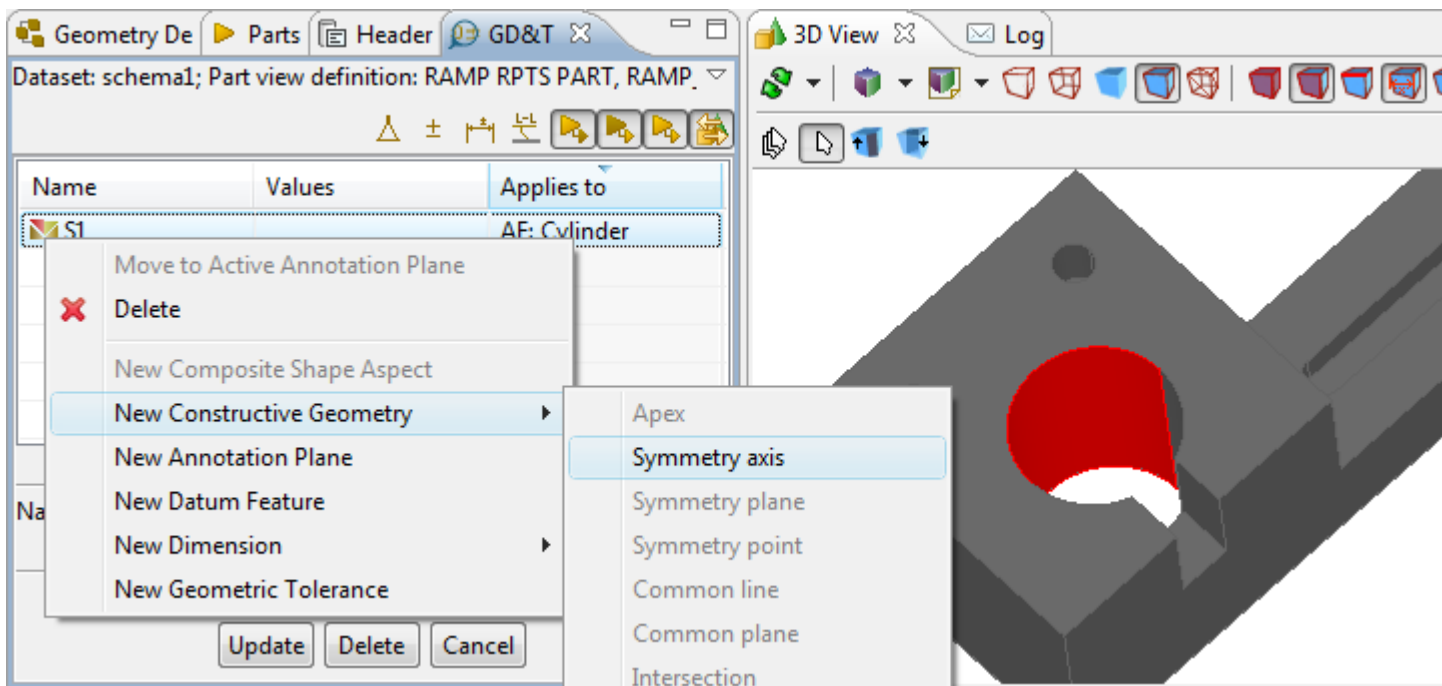 Geometry De Parts Header GD&T
3D View Log
Dataset: schema1; Part view definition: RAMP RPTS PART, RAMP_
Name Values Applies to
S1 AF: Cylinder
Move to Active Annotation Plane
Delete
New Composite Shape Aspect
New Constructive Geometry
New Annotation Plane
New Datum Feature
New Dimension
New Geometric Tolerance
Apex
Symmetry axis
Symmetry plane
Symmetry point
Common line
Common plane
Intersection
Na
Update Delete Cancel